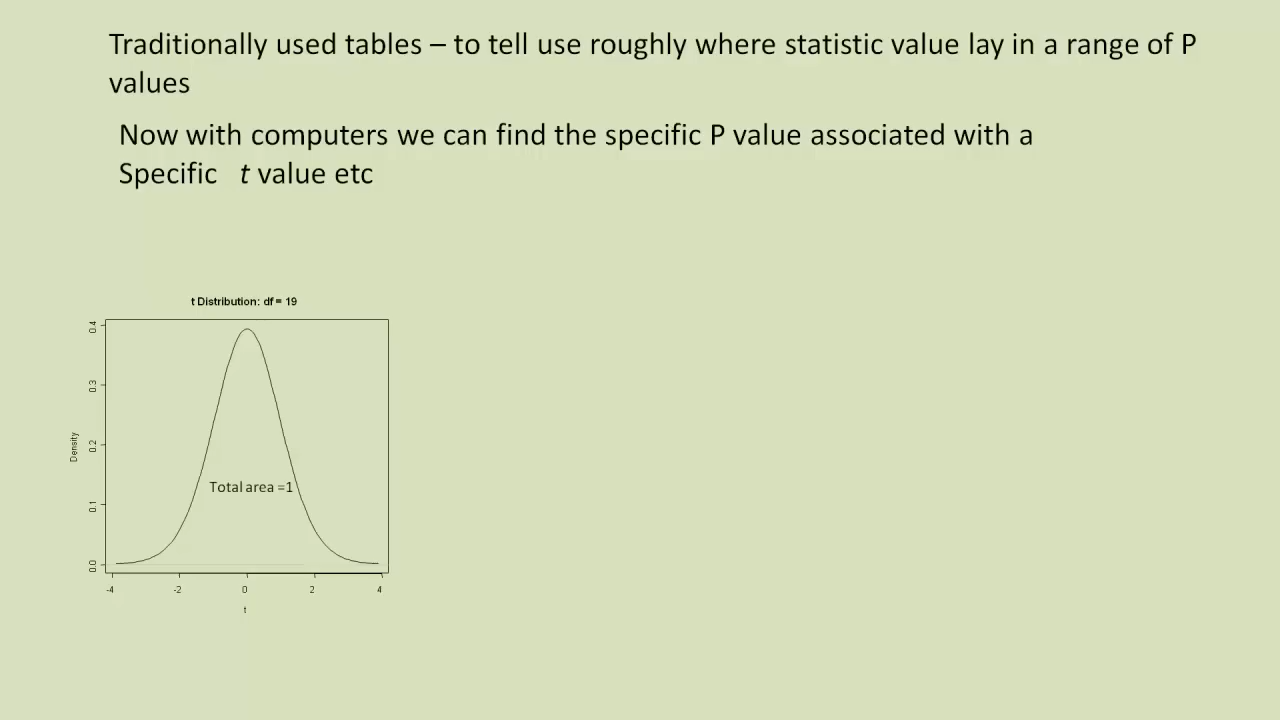 Traditionally used tables – to tell use roughly where statistic value lay in a range of P
values
Now with computers we can find the specific P value associated with a
Specific t value etc
t Distribution: df = 19
0.4
0.3
0.2
0.1
0.0
Density
Total area =1
-4 -2 0 2 4
t